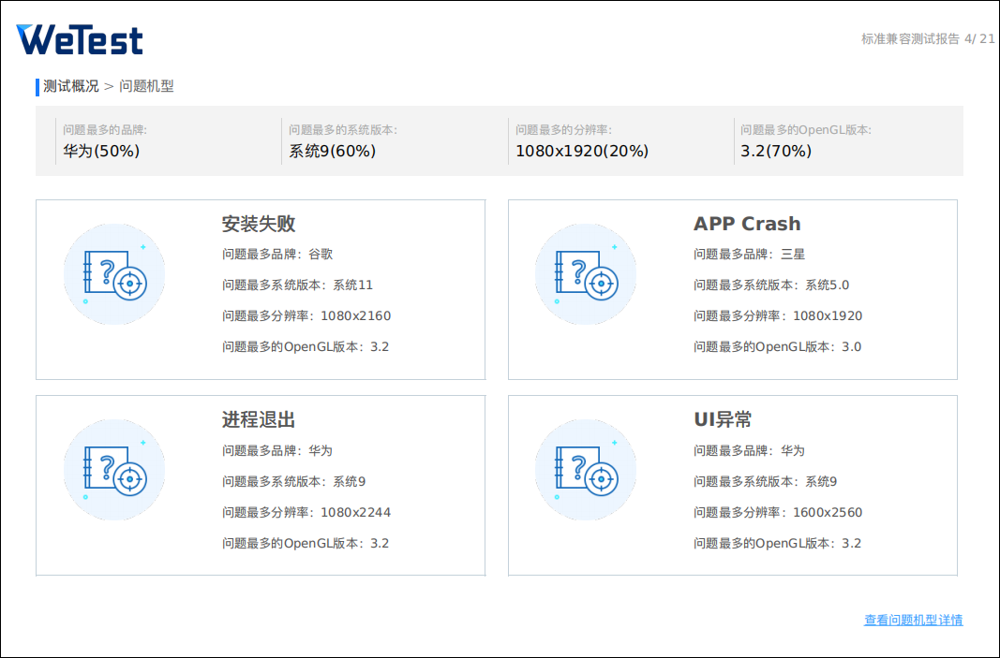 WeTest
标准兼容测试报告 4/ 21
测试概况 > 问题机型
问题最多的品牌:
华为(50%)
问题最多的系统版本:
系统9(60%)
问题最多的分辨率:
1080x1920(20%)
问题最多的OpenGL版本:
3.2(70%)
安装失败
问题最多品牌：谷歌
问题最多系统版本：系统11
问题最多分辨率：1080x2160
问题最多的OpenGL版本：3.2
APP Crash
问题最多品牌：三星
问题最多系统版本：系统5.0
问题最多分辨率：1080x1920
问题最多的OpenGL版本：3.0
进程退出
问题最多品牌：华为
问题最多系统版本：系统9
问题最多分辨率：1080x2244
问题最多的OpenGL版本：3.2
UI异常
问题最多品牌：华为
问题最多系统版本：系统9
问题最多分辨率：1600x2560
问题最多的OpenGL版本：3.2
查看问题机型详情